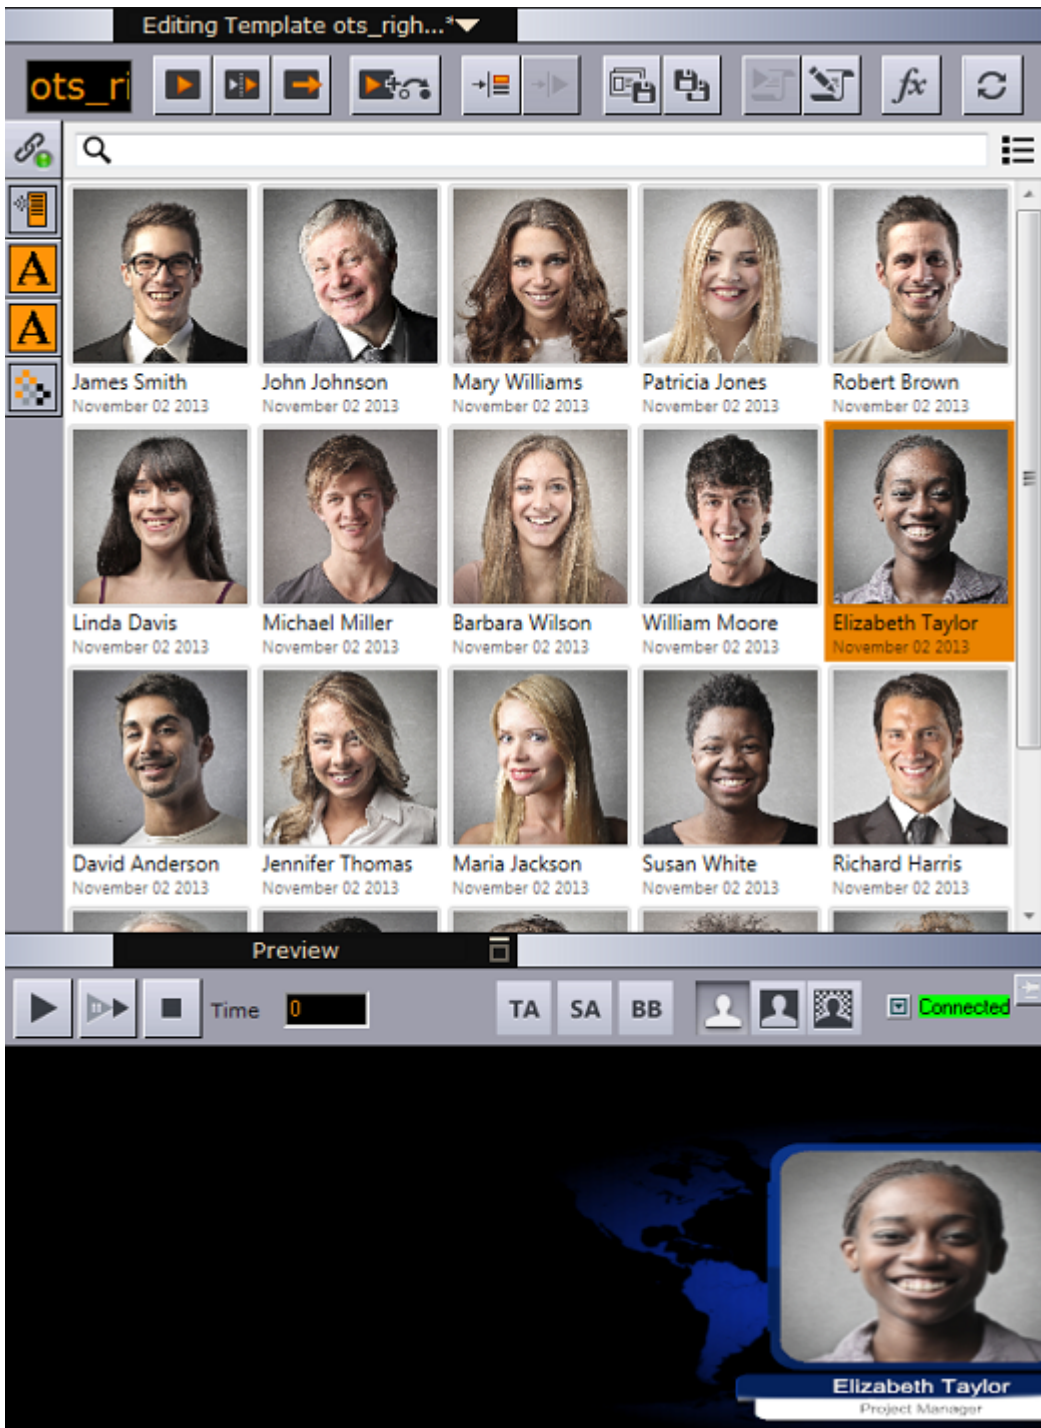 Editing Template ots_righ...*
ots_ri
fx
A
A
James Smith
November 02 2013
John Johnson
November 02 2013
Mary Williams
November 02 2013
Patricia Jones
November 02 2013
Robert Brown
November 02 2013
Linda Davis
November 02 2013
Michael Miller
November 02 2013
Barbara Wilson
November 02 2013
William Moore
November 02 2013
Elizabeth Taylor
November 02 2013
David Anderson
November 02 2013
Jennifer Thomas
November 02 2013
Maria Jackson
November 02 2013
Susan White
November 02 2013
Richard Harris
November 02 2013
Preview
Time 0 TA SA BB Connected
Elizabeth Taylor
Project Manager